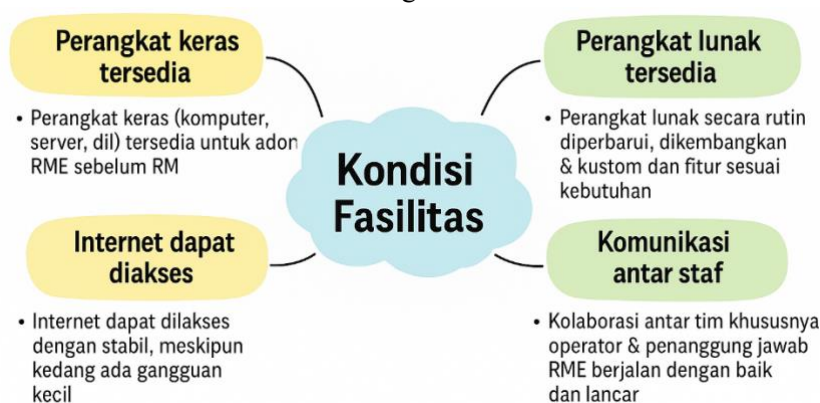 Perangkat keras
tersedia
• Perangkat keras (komputer,
server, dil) tersedia untuk adon
RME sebelum RM
Perangkat lunak
tersedia
• Perangkat lunak secara rutin
diperbarui, dikembangkan
& kustom dan fitur sesuai
kebutuhan
Kondisi
Fasilitas
Internet dapat
diakses
• Internet dapat dilakses
dengan stabil, meskipun
kedang ada gangguan
kecil
Komunikasi
antar staf
• Kolaborasi antar tim khususnya
operator & penanggung jawab
RME berjalan dengan baik
dan lancar